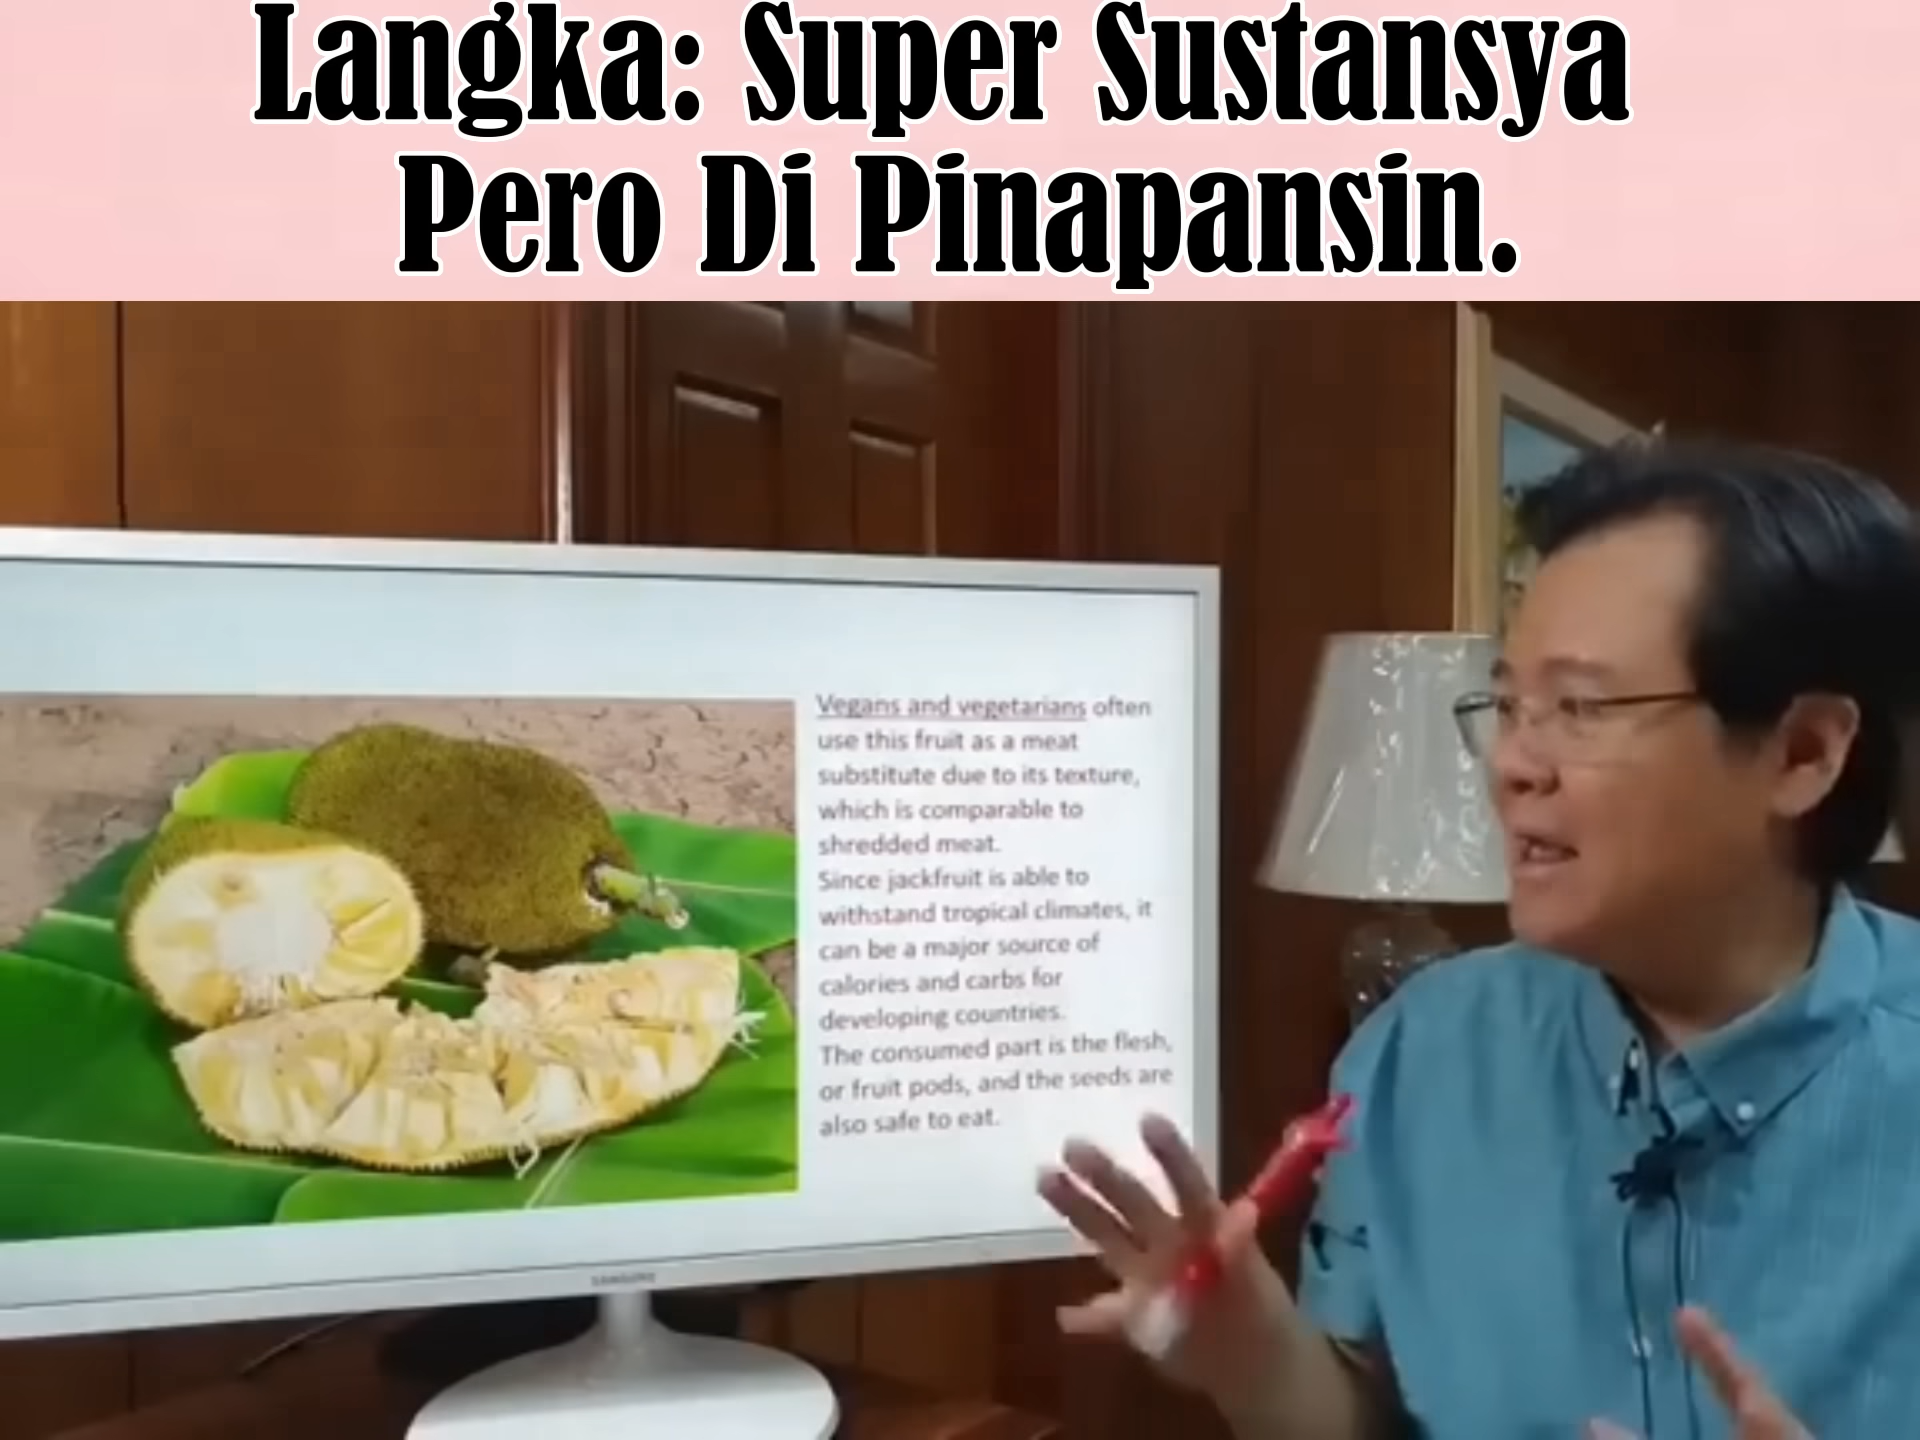 Langka: Super Sustansya
Pero Di Pinapansin.
Vegans and vegetarians often
use this fruit as a meat
substitute due to its texture,
which is comparable to
shredded meat.
Since jackfruit is able to
withstand tropical climates, it
can be a major source of
calories and carbs for
developing countries.
The consumed part is the flesh,
or fruit pods, and the seeds are
also safe to eat.
SAMSUNG